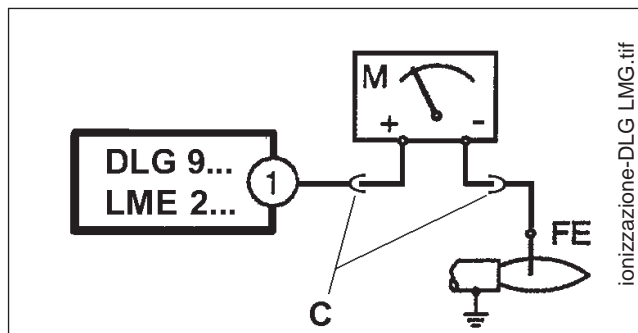 M
+ -
DLG 9...
LME 2...
1
FE
C
ionizzazione-DLG LMG.tif